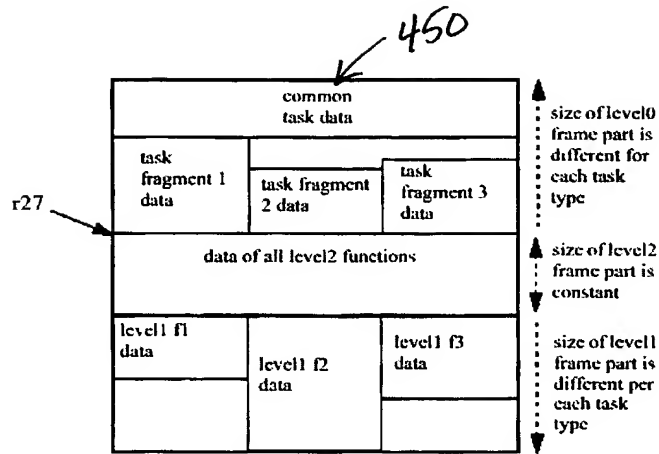 450
common
task data
size of level0
frame part is
different for
each task
type
task
fragment 1
data
task fragment
2 data
task
fragment 3
data
r27
data of all level2 functions
size of level2
frame part is
constant
level1 f1
data
level1 f2
data
level1 f3
data
size of level1
frame part is
different per
each task
type